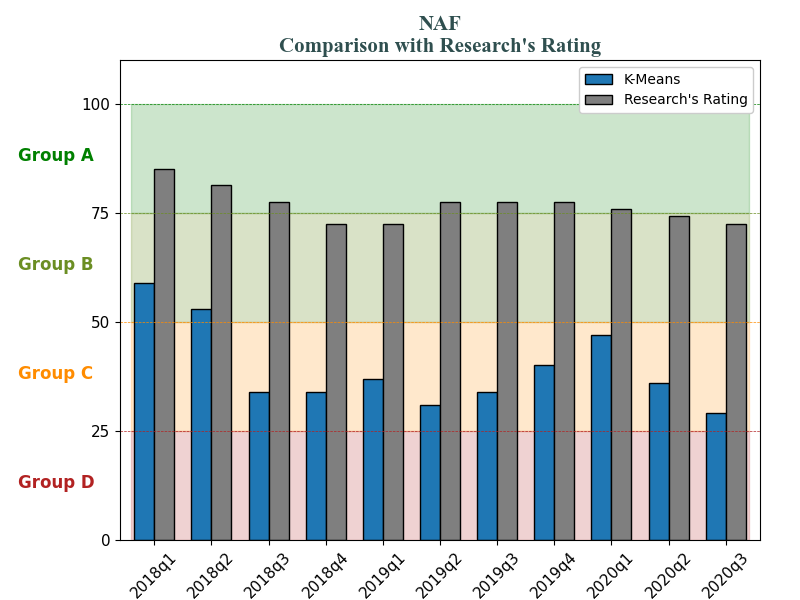 NAF
Comparison with Research's Rating
K-Means
Research's Rating
100
Group A
75
Group B
50
Group C
25
Group D
0
2018q1 2018q2 2018q3 2018q4 2019q1 2019q2 2019q3 2019q4 2020q1 2020q2 2020q3